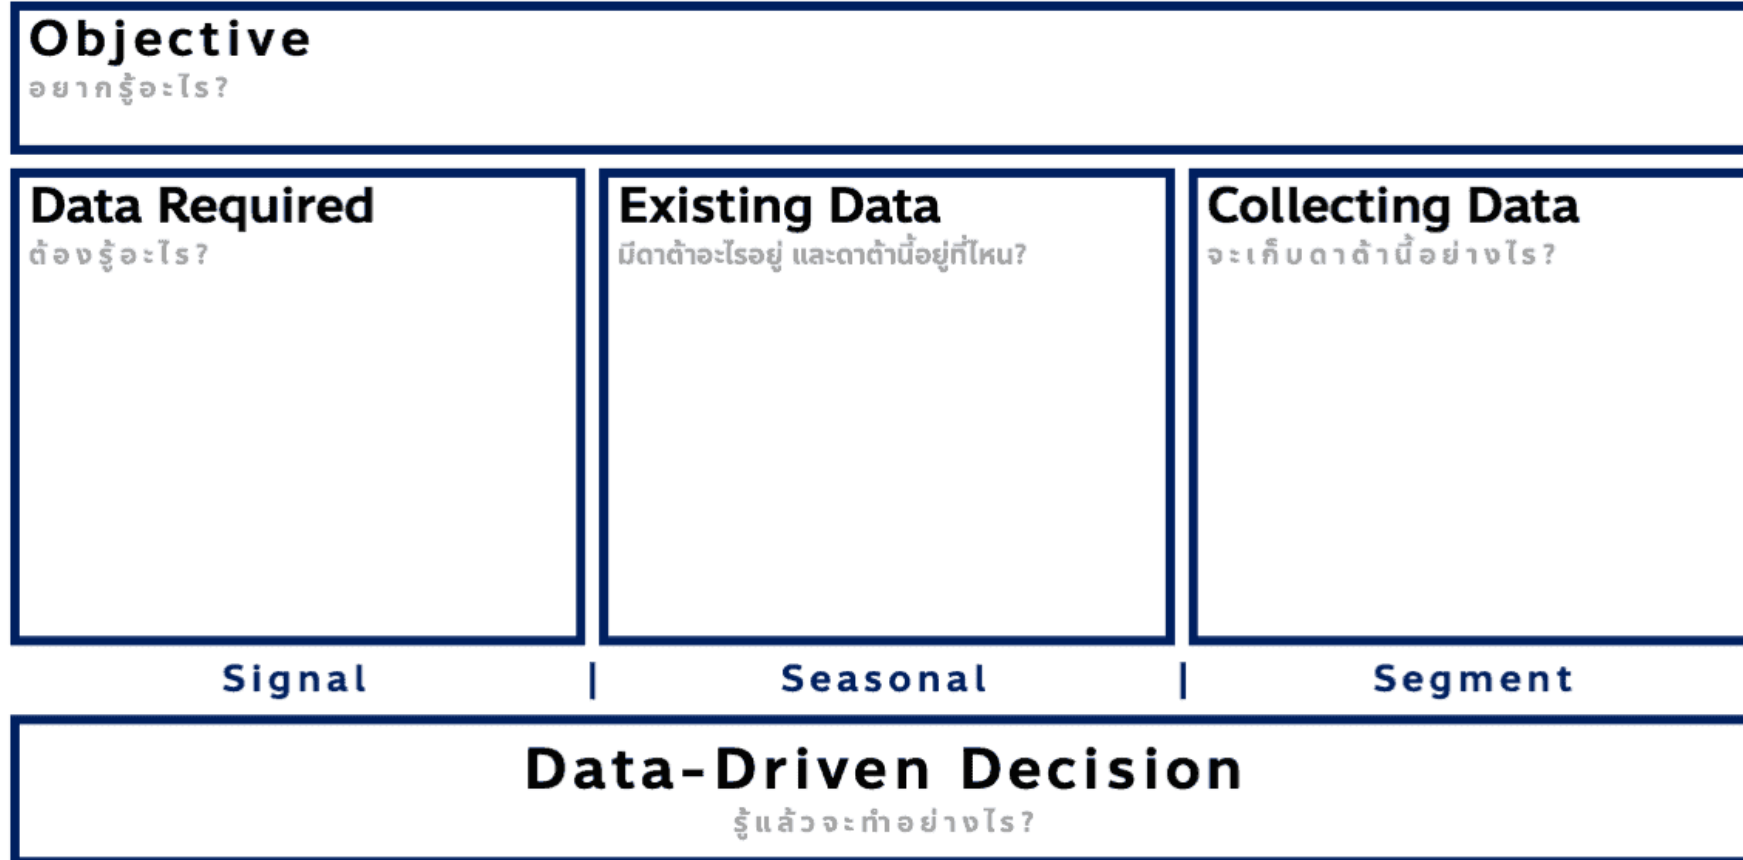 Objective
อยากรู้อะไร?
Data Required
ต้องรู้อะไร?
Existing Data
มีดาต้าอะไรอยู่ และดาต้านี้อยู่ที่ไหน?
Collecting Data
จะเก็บดาต้านี้อย่างไร?
Signal | Seasonal | Segment
Data-Driven Decision
รู้แล้วจะทำอย่างไร?